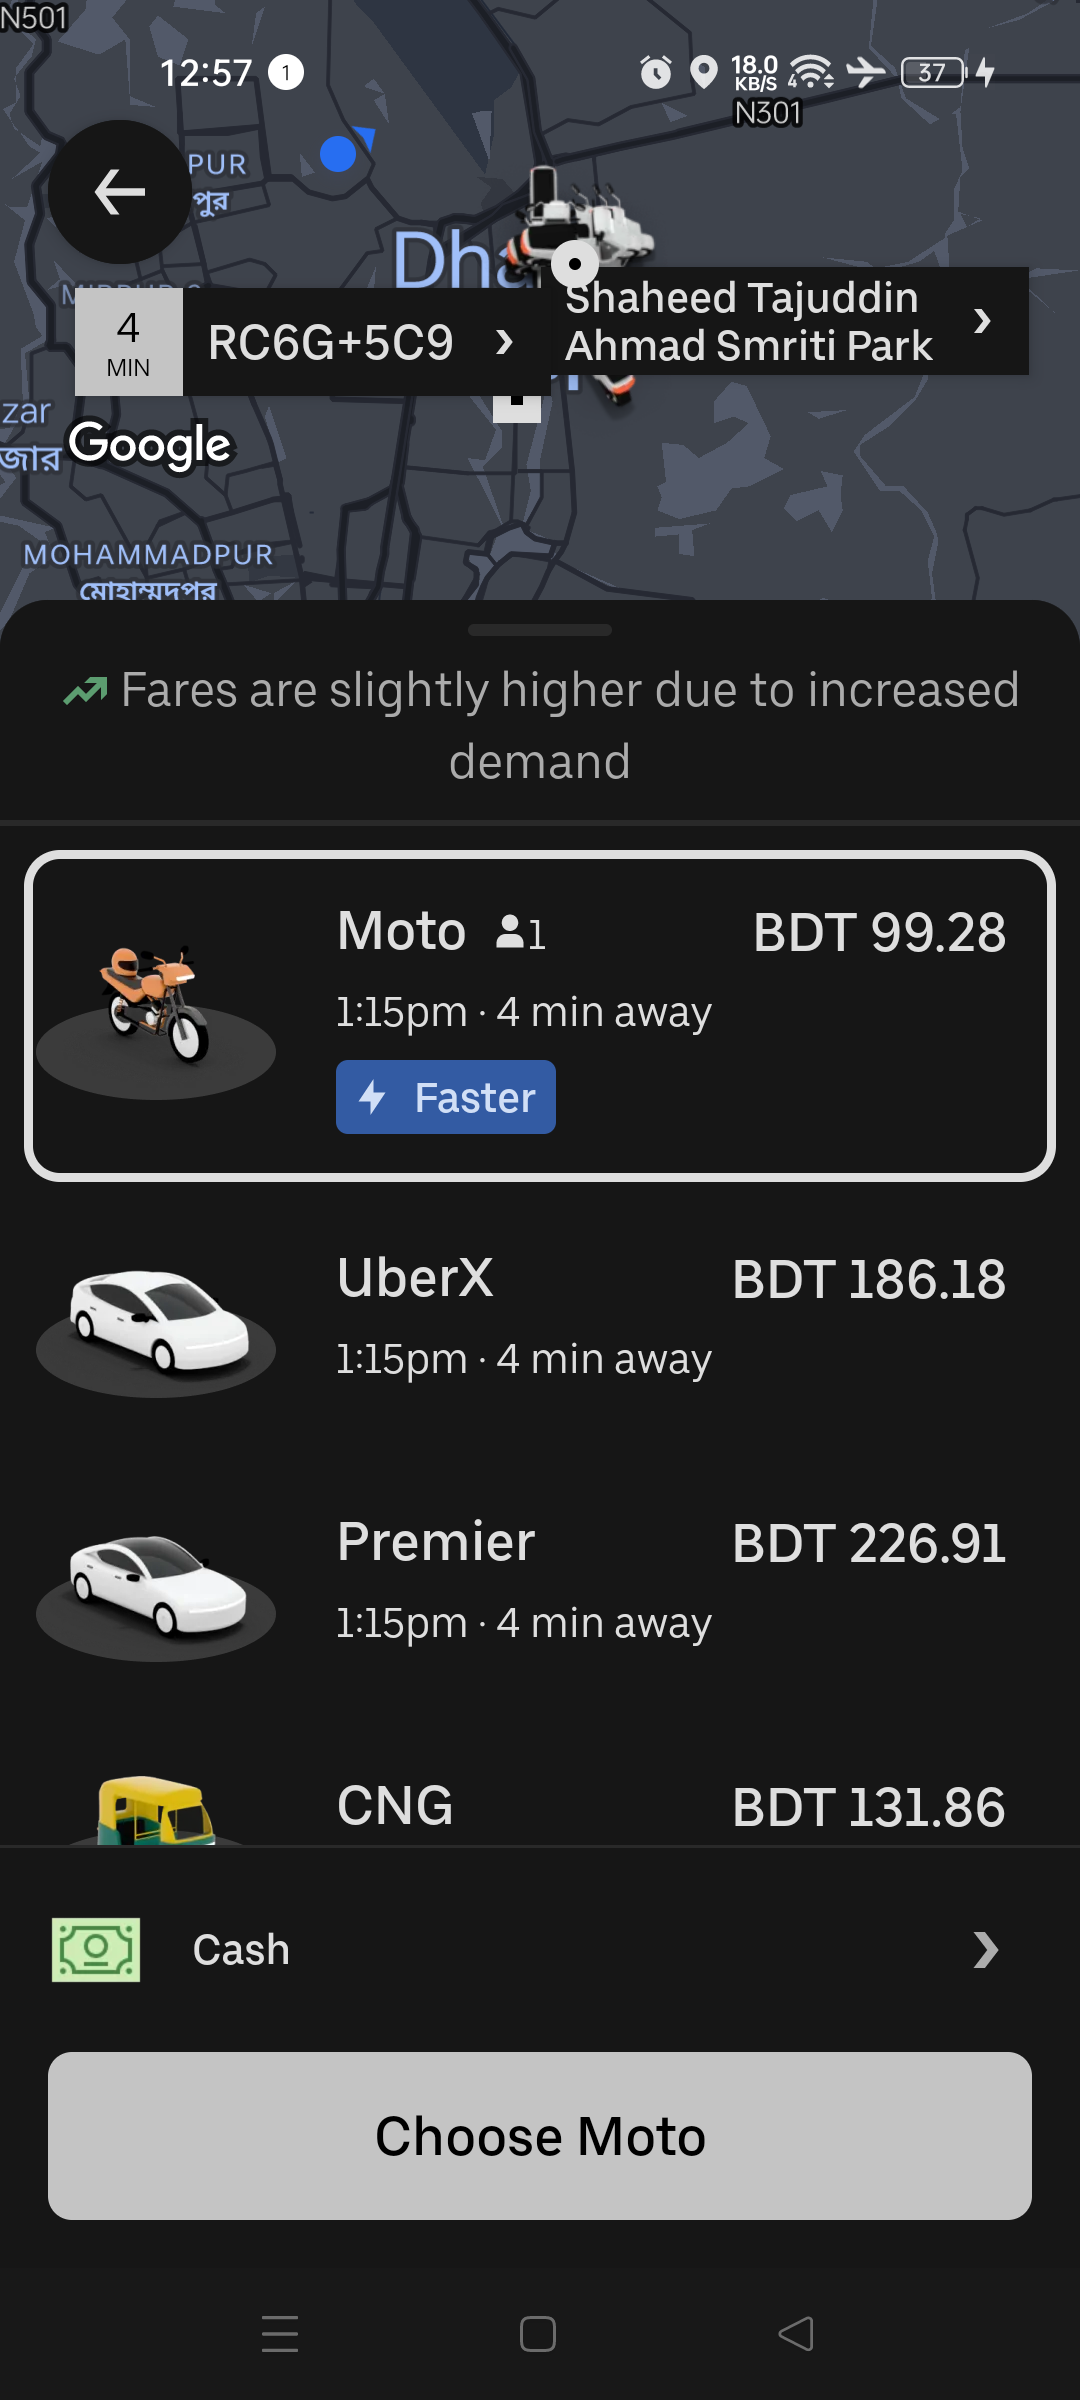 N501
12:57 1
18.0
KB/S
4
37
N301
PUR
পুর
Dha
4
MIN
RC6G+5C9
Shaheed Tajuddin
Ahmad Smriti Park
zar
জার
Google
MOHAMMADPUR
মোহাম্মদপুর
Fares are slightly higher due to increased
demand
Moto 1 BDT 99.28
1:15pm · 4 min away
Faster
UberX BDT 186.18
1:15pm · 4 min away
Premier BDT 226.91
1:15pm · 4 min away
CNG BDT 131.86
Cash
Choose Moto